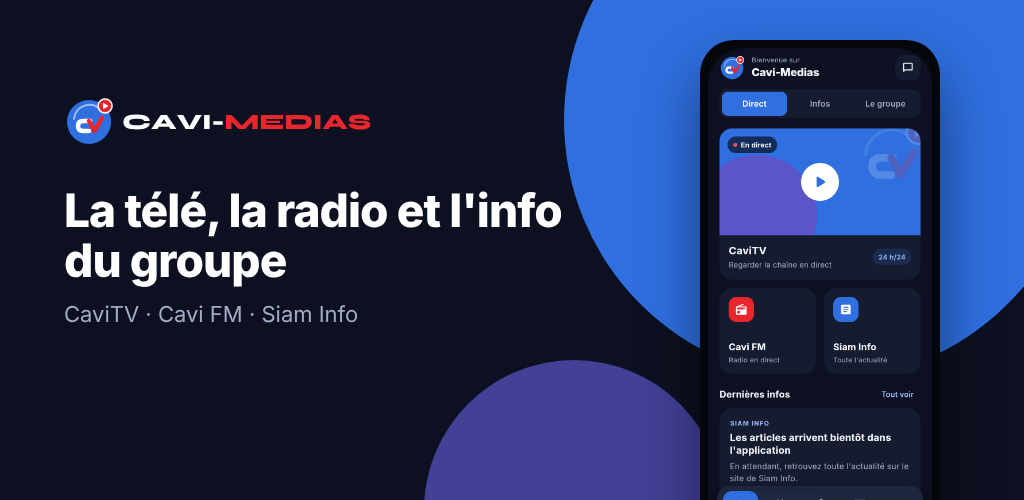 CAVI-MEDIAS
La télé, la radio et l'info
du groupe
CaviTV · Cavi FM · Siam Info
Bienvenue sur
Cavi-Medias
Direct
Infos
Le groupe
En direct
CaviTV
Regarder la chaîne en direct
24 h/24
Cavi FM
Radio en direct
Siam Info
Toute l'actualité
Dernières infos
Tout voir
SIAM INFO
Les articles arrivent bientôt dans
l'application
En attendant, retrouvez toute l'actualité sur le
site de Siam Info.